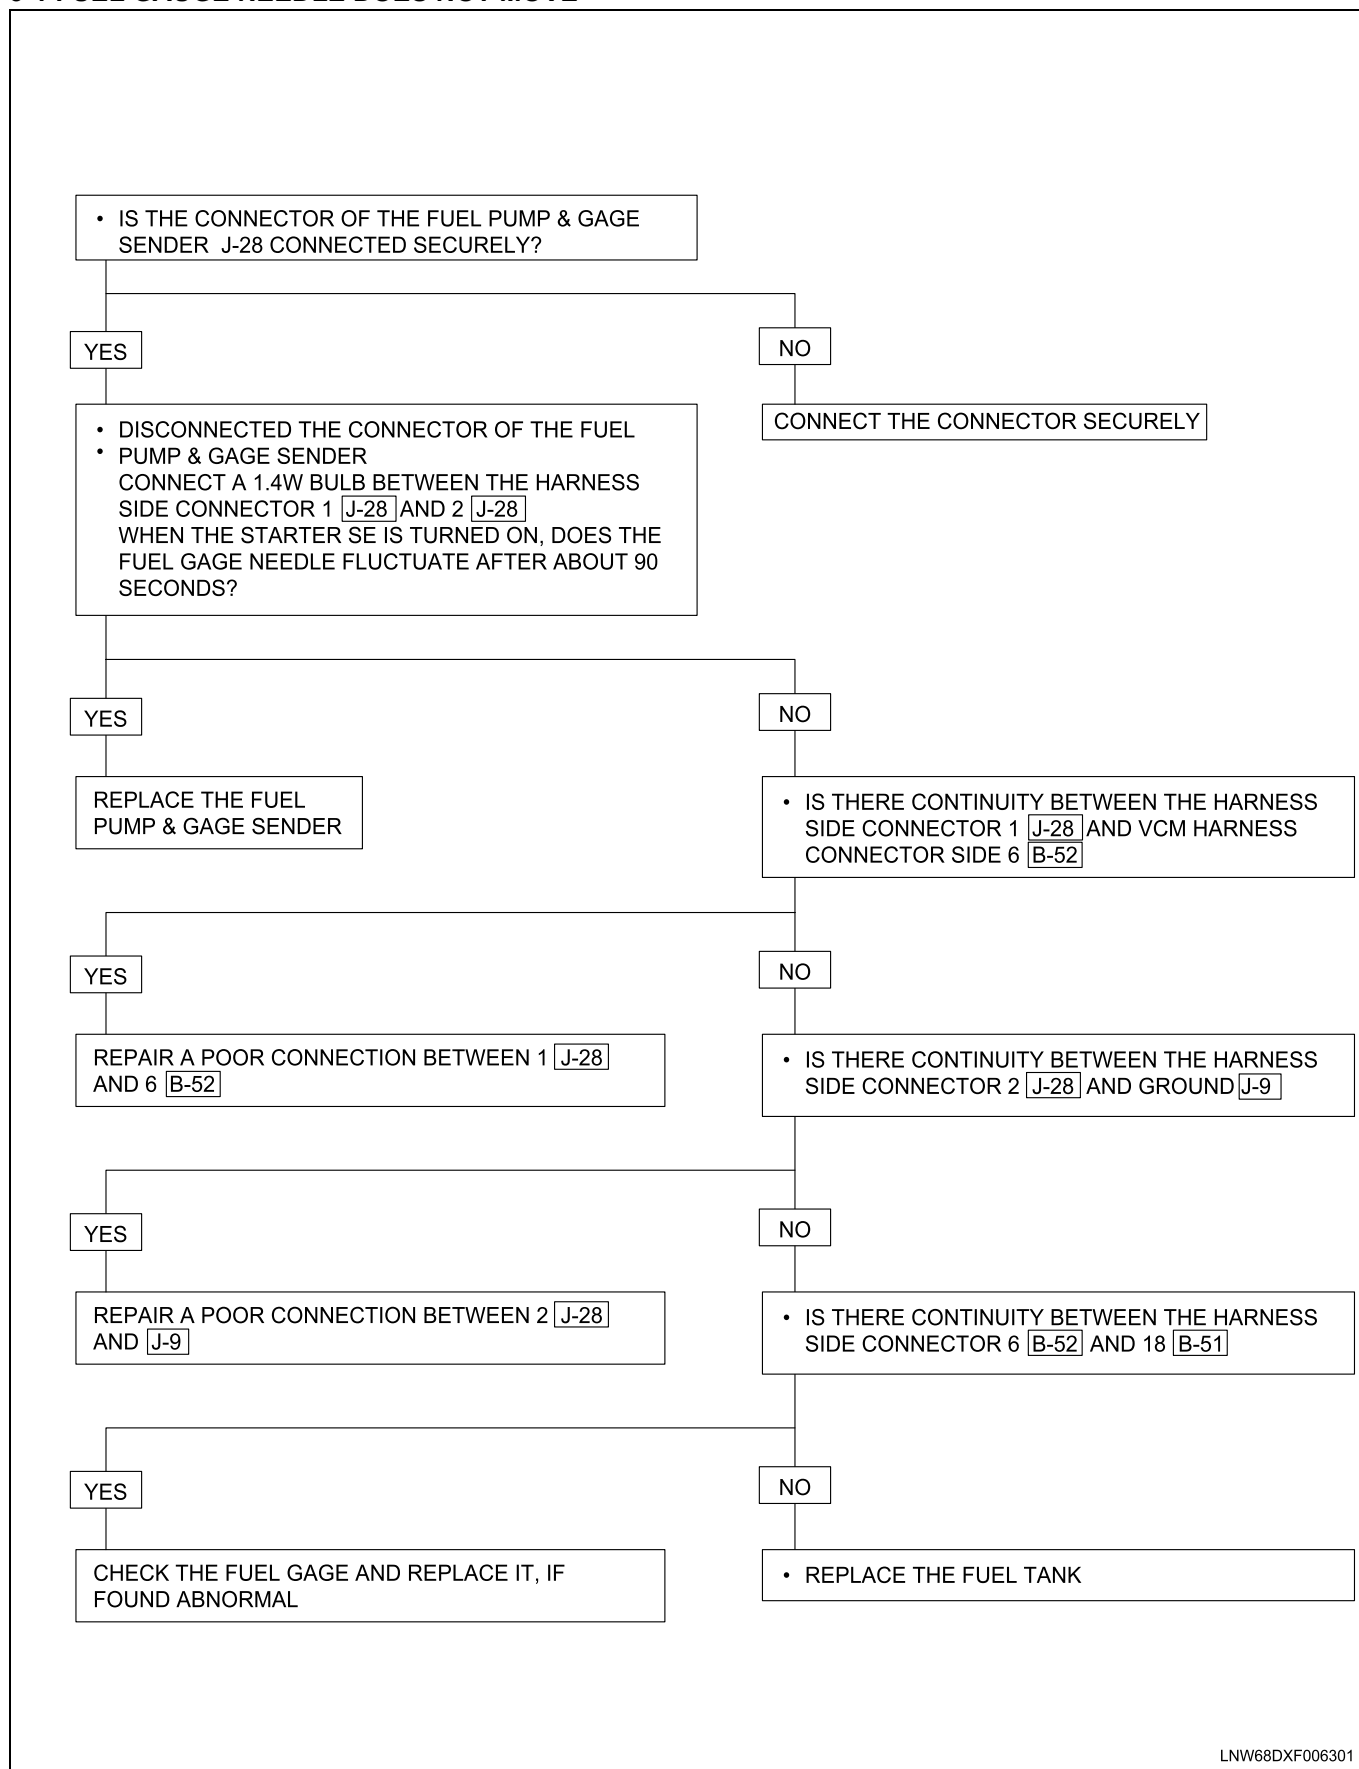 • IS THE CONNECTOR OF THE FUEL PUMP & GAGE
SENDER J-28 CONNECTED SECURELY?
YES
NO
• DISCONNECTED THE CONNECTOR OF THE FUEL
• PUMP & GAGE SENDER
CONNECT A 1.4W BULB BETWEEN THE HARNESS
SIDE CONNECTOR 1 J-28 AND 2 J-28
WHEN THE STARTER SE IS TURNED ON, DOES THE
FUEL GAGE NEEDLE FLUCTUATE AFTER ABOUT 90
SECONDS?
CONNECT THE CONNECTOR SECURELY
YES
NO
REPLACE THE FUEL
PUMP & GAGE SENDER
• IS THERE CONTINUITY BETWEEN THE HARNESS
SIDE CONNECTOR 1 J-28 AND VCM HARNESS
CONNECTOR SIDE 6 B-52
YES
NO
REPAIR A POOR CONNECTION BETWEEN 1 J-28
AND 6 B-52
• IS THERE CONTINUITY BETWEEN THE HARNESS
SIDE CONNECTOR 2 J-28 AND GROUND J-9
YES
NO
REPAIR A POOR CONNECTION BETWEEN 2 J-28
AND J-9
• IS THERE CONTINUITY BETWEEN THE HARNESS
SIDE CONNECTOR 6 B-52 AND 18 B-51
YES
NO
CHECK THE FUEL GAGE AND REPLACE IT, IF
FOUND ABNORMAL
• REPLACE THE FUEL TANK
LNW68DXF006301